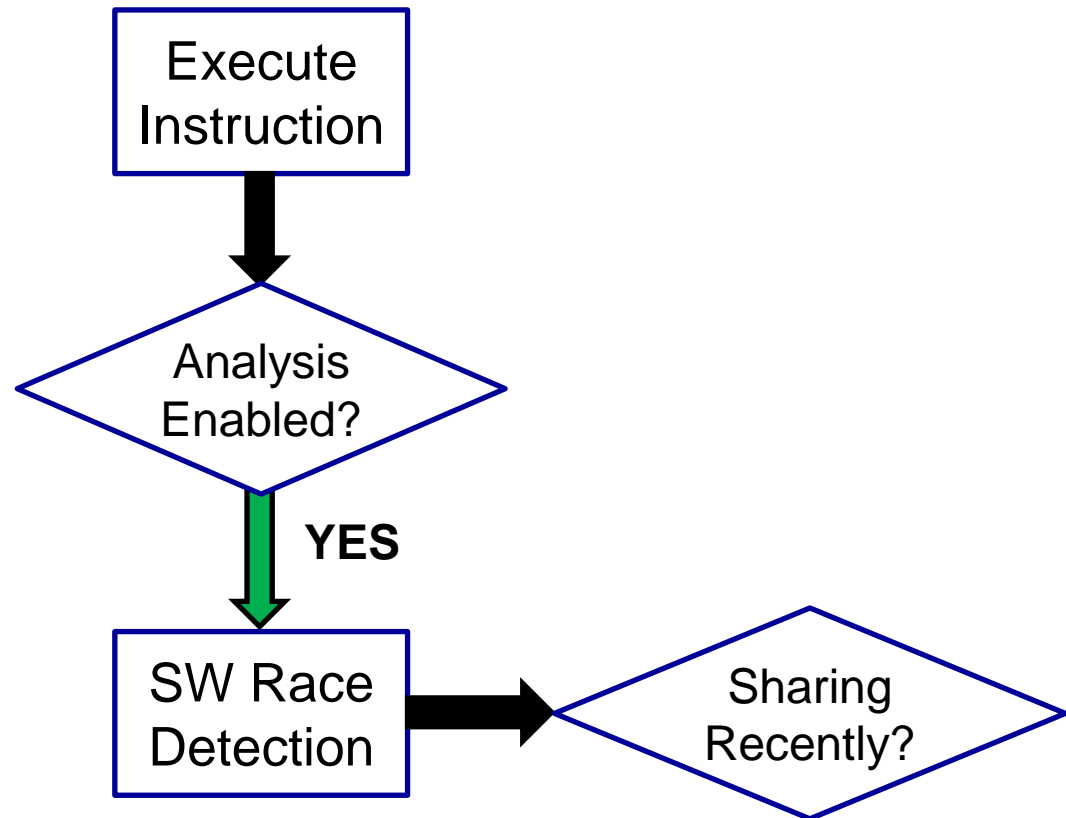 Execute
Instruction
Analysis
Enabled?
YES
SW Race
Detection
Sharing
Recently?